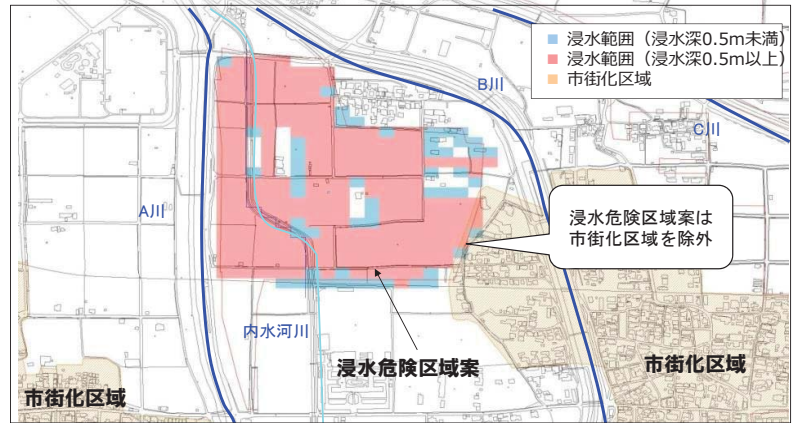 浸水範囲（浸水深0.5m未満）
浸水範囲（浸水深0.5m以上）
市街化区域
B川
C川
A川
浸水危険区域案は
市街化区域を除外
内水河川
浸水危険区域案
市街化区域
市街化区域